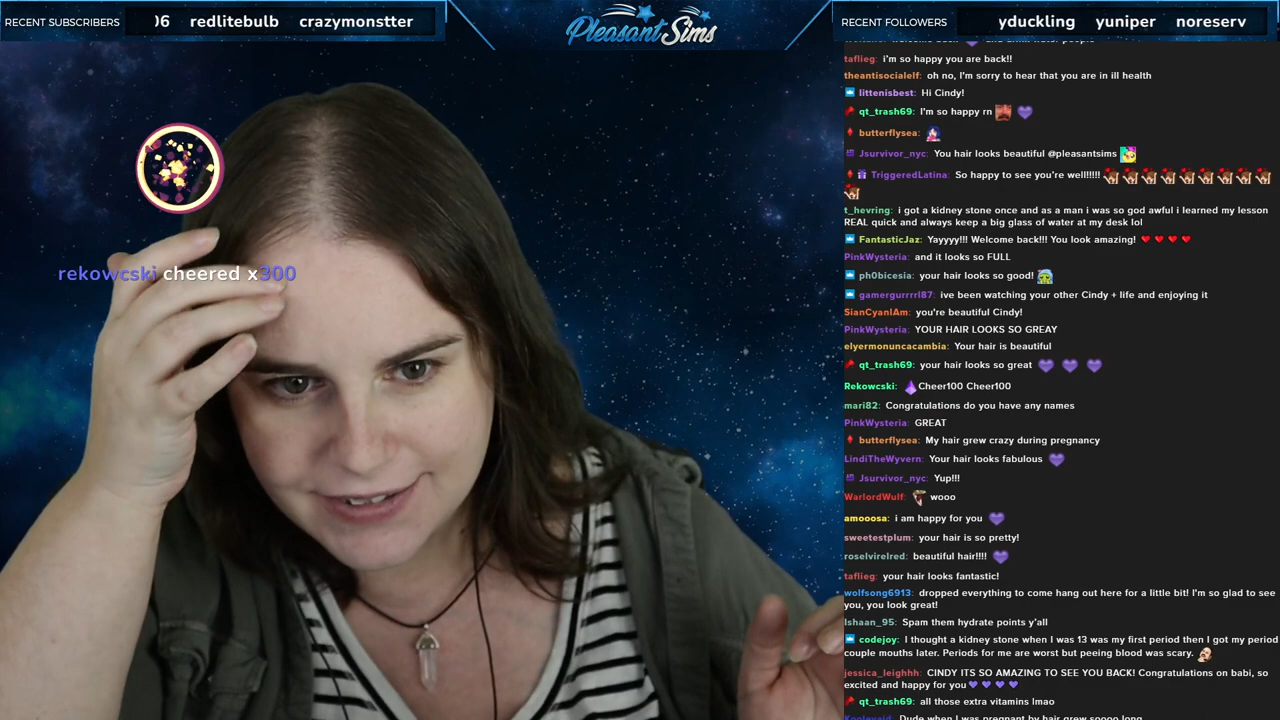 RECENT SUBSCRIBERS
redlitebulb crazymonstter
PleasantSims
RECENT FOLLOWERS
yduckling yuniper noreserv
rekowcski cheered x300
taflieg: i'm so happy you are back!!
theantisocialelf: oh no, I'm sorry to hear that you are in ill health
littenisbest: Hi Cindy!
qt_trash69: I'm so happy rn
butterflysea:
Jsurvivor_nyc: You hair looks beautiful @pleasantsims
TriggeredLatina: So happy to see you're well!!!!!!
t_hevring: i got a kidney stone once and as a man i was so god awful i learned my lesson
REAL quick and always keep a big glass of water at my desk lol
FantasticJaz: Yayyyy!!! Welcome back!!! You look amazing!
PinkWysteria: and it looks so FULL
ph0bicesia: your hair looks so good!
gamergurrrl87: ive been watching your other Cindy + life and enjoying it
SianCyanIAm: you're beautiful Cindy!
PinkWysteria: YOUR HAIR LOOKS SO GREAY
elyermonuncacambia: Your hair is beautiful
qt_trash69: your hair looks so great
Rekowcski: Cheer100 Cheer100
mari82: Congratulations do you have any names
PinkWysteria: GREAT
butterflysea: My hair grew crazy during pregnancy
LindiTheWyvern: Your hair looks fabulous
Jsurvivor_nyc: Yup!!!
WarlordWulf: wooo
amooosa: i am happy for you
sweetestplum: your hair is so pretty!
roselvirelred: beautiful hair!!!!
taflieg: your hair looks fantastic!
wolfsong6913: dropped everything to come hang out here for a little bit! I'm so glad to see
you, you look great!
Ishaan_95: Spam them hydrate points y'all
codejoy: I thought a kidney stone when I was 13 was my first period then I got my period
couple mouths later. Periods for me are worst but peeing blood was scary.
jessica_leighhh: CINDY ITS SO AMAZING TO SEE YOU BACK! Congratulations on babi, so
excited and happy for you
qt_trash69: all those extra vitamins lmao
Dude when I was pregnant by hair grew soooo long